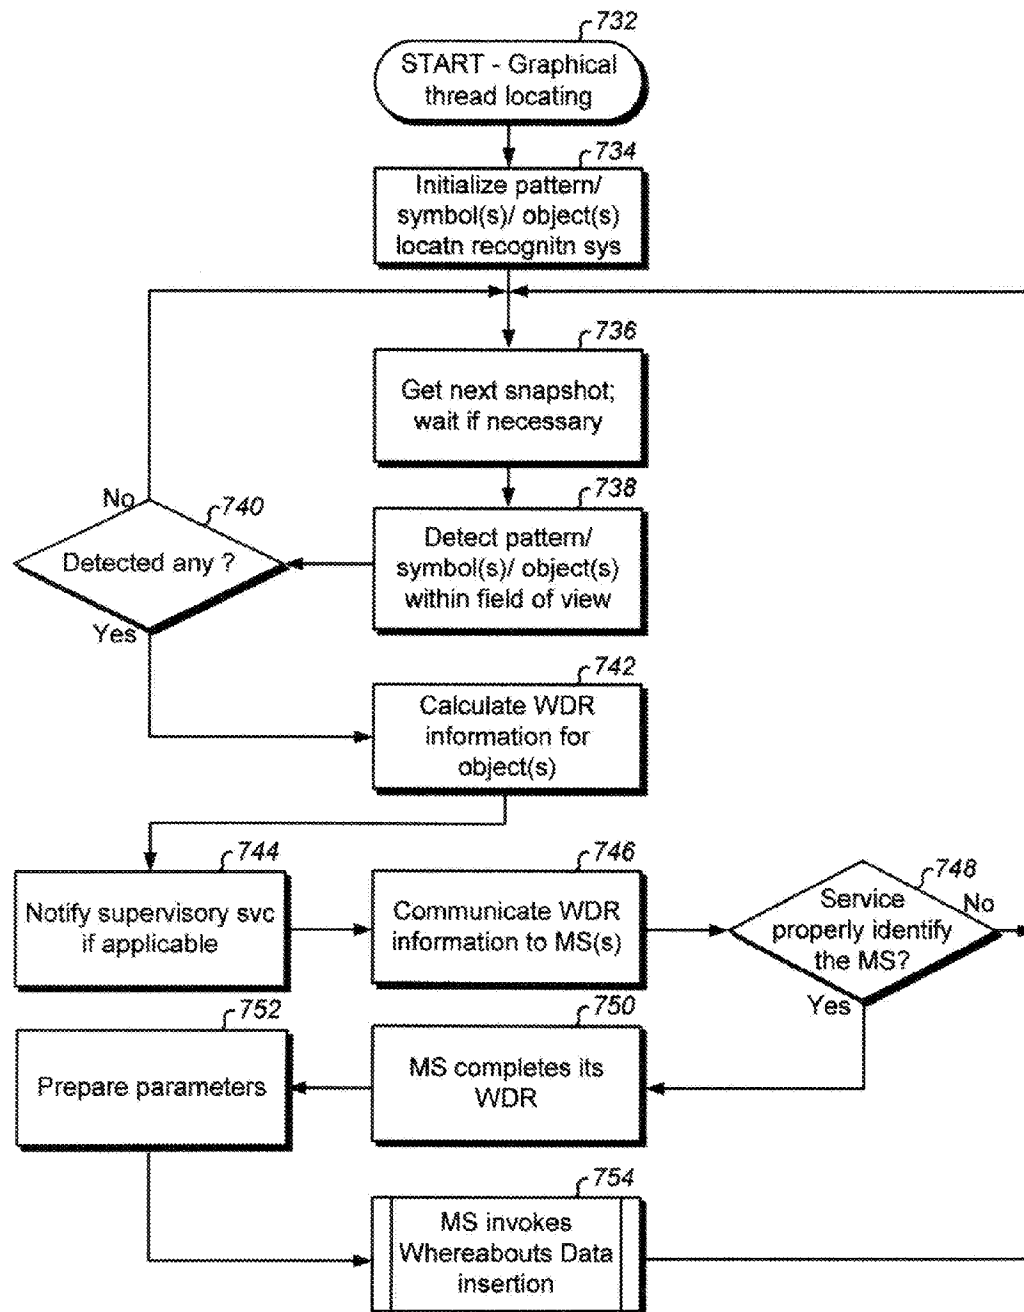 732
START - Graphical
thread locating
734
Initialize pattern/
symbol(s)/ object(s)
locatn recognitn sys
736
Get next snapshot;
wait if necessary
738
Detect pattern/
symbol(s)/ object(s)
within field of view
740
No
Detected any ?
Yes
742
Calculate WDR
information for
object(s)
744
Notify supervisory svc
if applicable
746
Communicate WDR
information to MS(s)
748
Service
properly identify
the MS?
No
Yes
750
MS completes its
WDR
752
Prepare parameters
754
MS invokes
Whereabouts Data
insertion